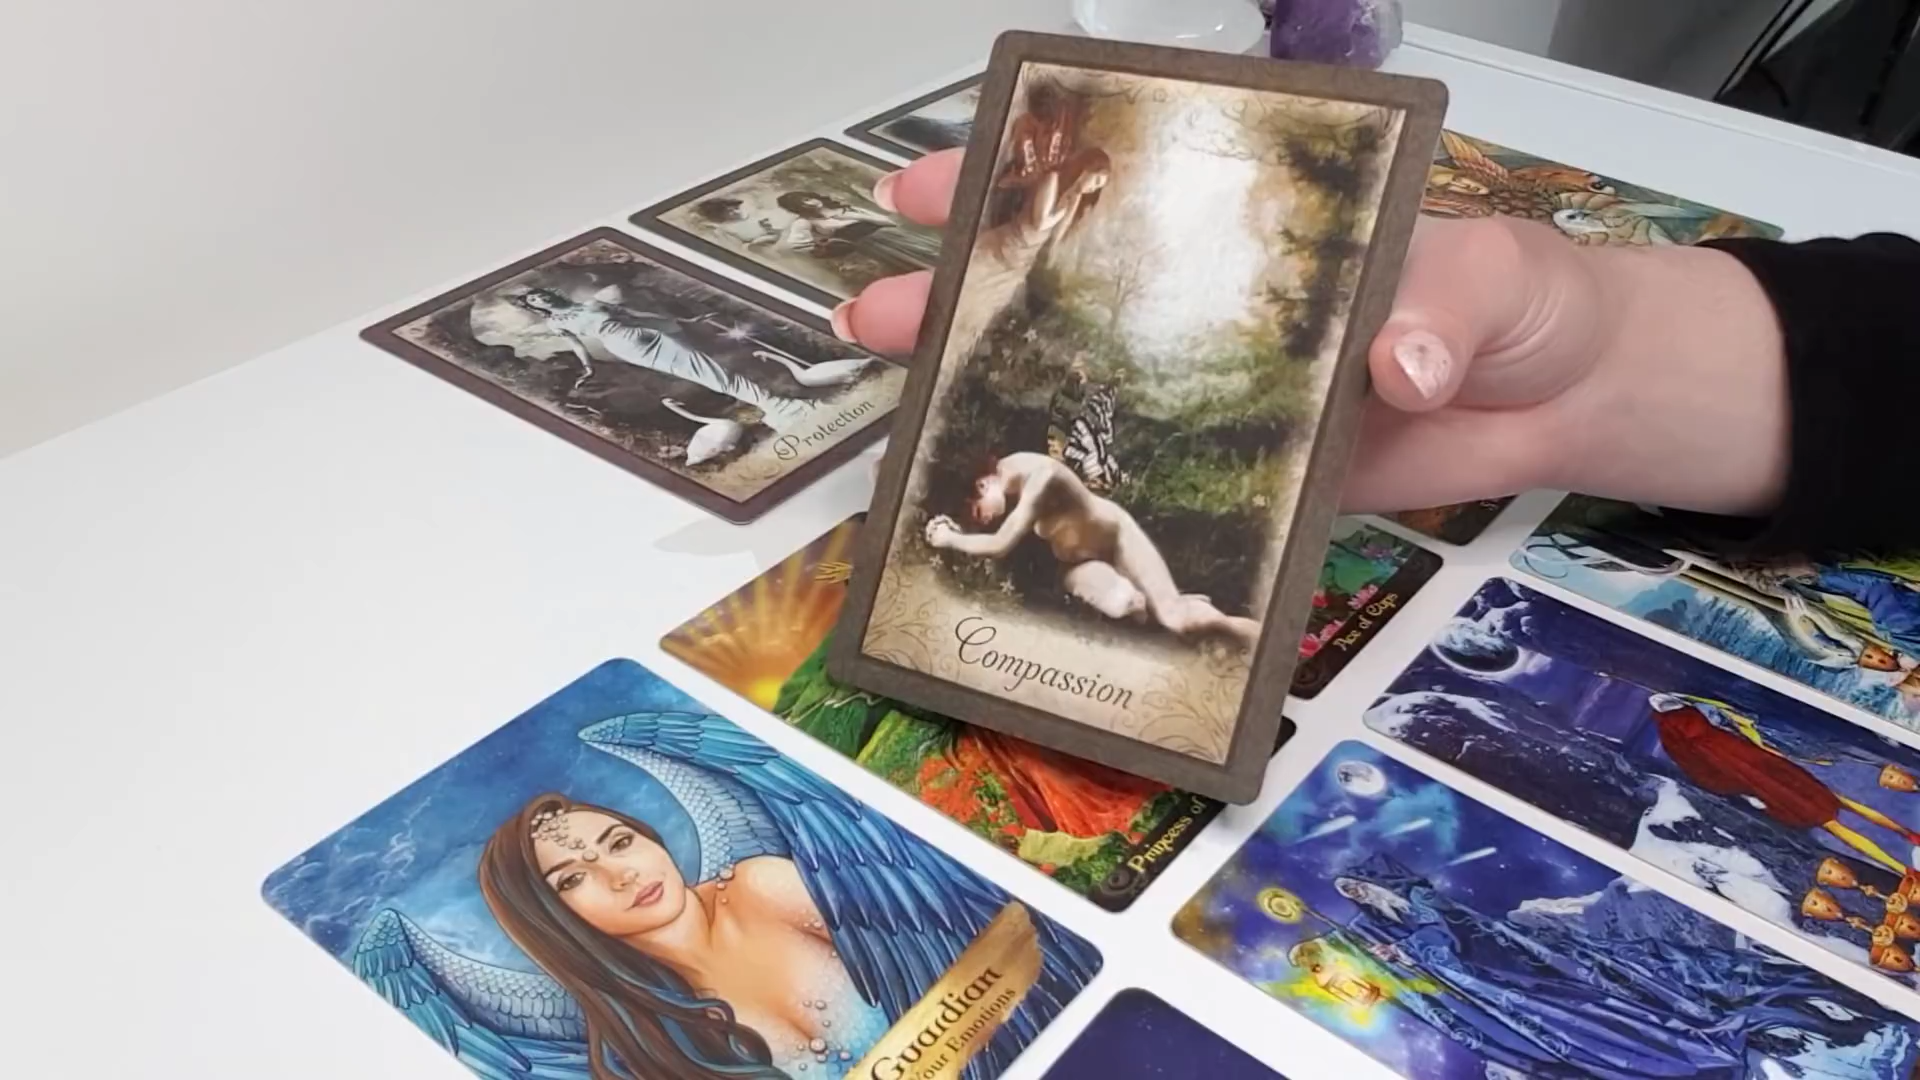 Compassion
Protection
Ace of Cups
Princess of
Guardian
Your Emotions